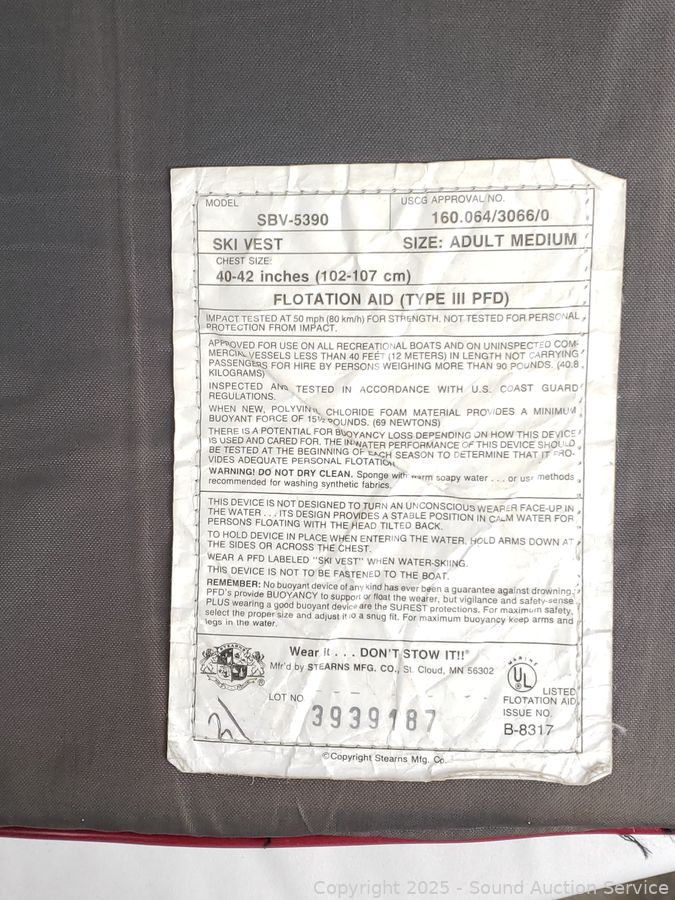 MODEL
SBV-5390
USCG APPROVAL NO.
160.064/3066/0
SKI VEST SIZE: ADULT MEDIUM
CHEST SIZE:
40-42 inches (102-107 cm)
FLOTATION AID (TYPE III PFD)
IMPACT TESTED AT 50 mph (80 km/h) FOR STRENGTH. NOT TESTED FOR PERSONAL
PROTECTION FROM IMPACT.
APPROVED FOR USE ON ALL RECREATIONAL BOATS AND ON UNINSPECTED COM-
MERCIAL VESSELS LESS THAN 40 FEET (12 METERS) IN LENGTH NOT CARRYING
PASSENGERS FOR HIRE BY PERSONS WEIGHING MORE THAN 90 POUNDS. (40.8
KILOGRAMS)
INSPECTED AND TESTED IN ACCORDANCE WITH U.S. COAST GUARD
REGULATIONS.
WHEN NEW, POLYVINYL CHLORIDE FOAM MATERIAL PROVIDES A MINIMUM
BUOYANT FORCE OF 15½ POUNDS. (69 NEWTONS)
THERE IS A POTENTIAL FOR BUOYANCY LOSS DEPENDING ON HOW THIS DEVICE
IS USED AND CARED FOR. THE IN-WATER PERFORMANCE OF THIS DEVICE SHOULD
BE TESTED AT THE BEGINNING OF EACH SEASON TO DETERMINE THAT IT PRO-
VIDES ADEQUATE PERSONAL FLOTATION.
WARNING! DO NOT DRY CLEAN. Sponge with warm soapy water . . . or use methods
recommended for washing synthetic fabrics.
THIS DEVICE IS NOT DESIGNED TO TURN AN UNCONSCIOUS WEARER FACE-UP IN
THE WATER . . . ITS DESIGN PROVIDES A STABLE POSITION IN CALM WATER FOR
PERSONS FLOATING WITH THE HEAD TILTED BACK.
TO HOLD DEVICE IN PLACE WHEN ENTERING THE WATER, HOLD ARMS DOWN AT
THE SIDES OR ACROSS THE CHEST.
WEAR A PFD LABELED "SKI VEST" WHEN WATER-SKIING.
THIS DEVICE IS NOT TO BE FASTENED TO THE BOAT.
REMEMBER: No buoyant device of any kind has ever been a guarantee against drowning.
PFD's provide BUOYANCY to support or float the wearer, but vigilance and safety-sense
PLUS wearing a good buoyant device are the SUREST protections. For maximum safety,
select the proper size and adjust it to a snug fit. For maximum buoyancy keep arms and
legs in the water.
STEARNS
Wear it . . . DON'T STOW IT!!®
Mfr'd by STEARNS MFG. CO., St. Cloud, MN 56302
MARINE
UL
LISTED
FLOTATION AID
ISSUE NO.
B-8317
LOT NO.
3939187
21
©Copyright Stearns Mfg. Co.
Copyright 2025 - Sound Auction Service